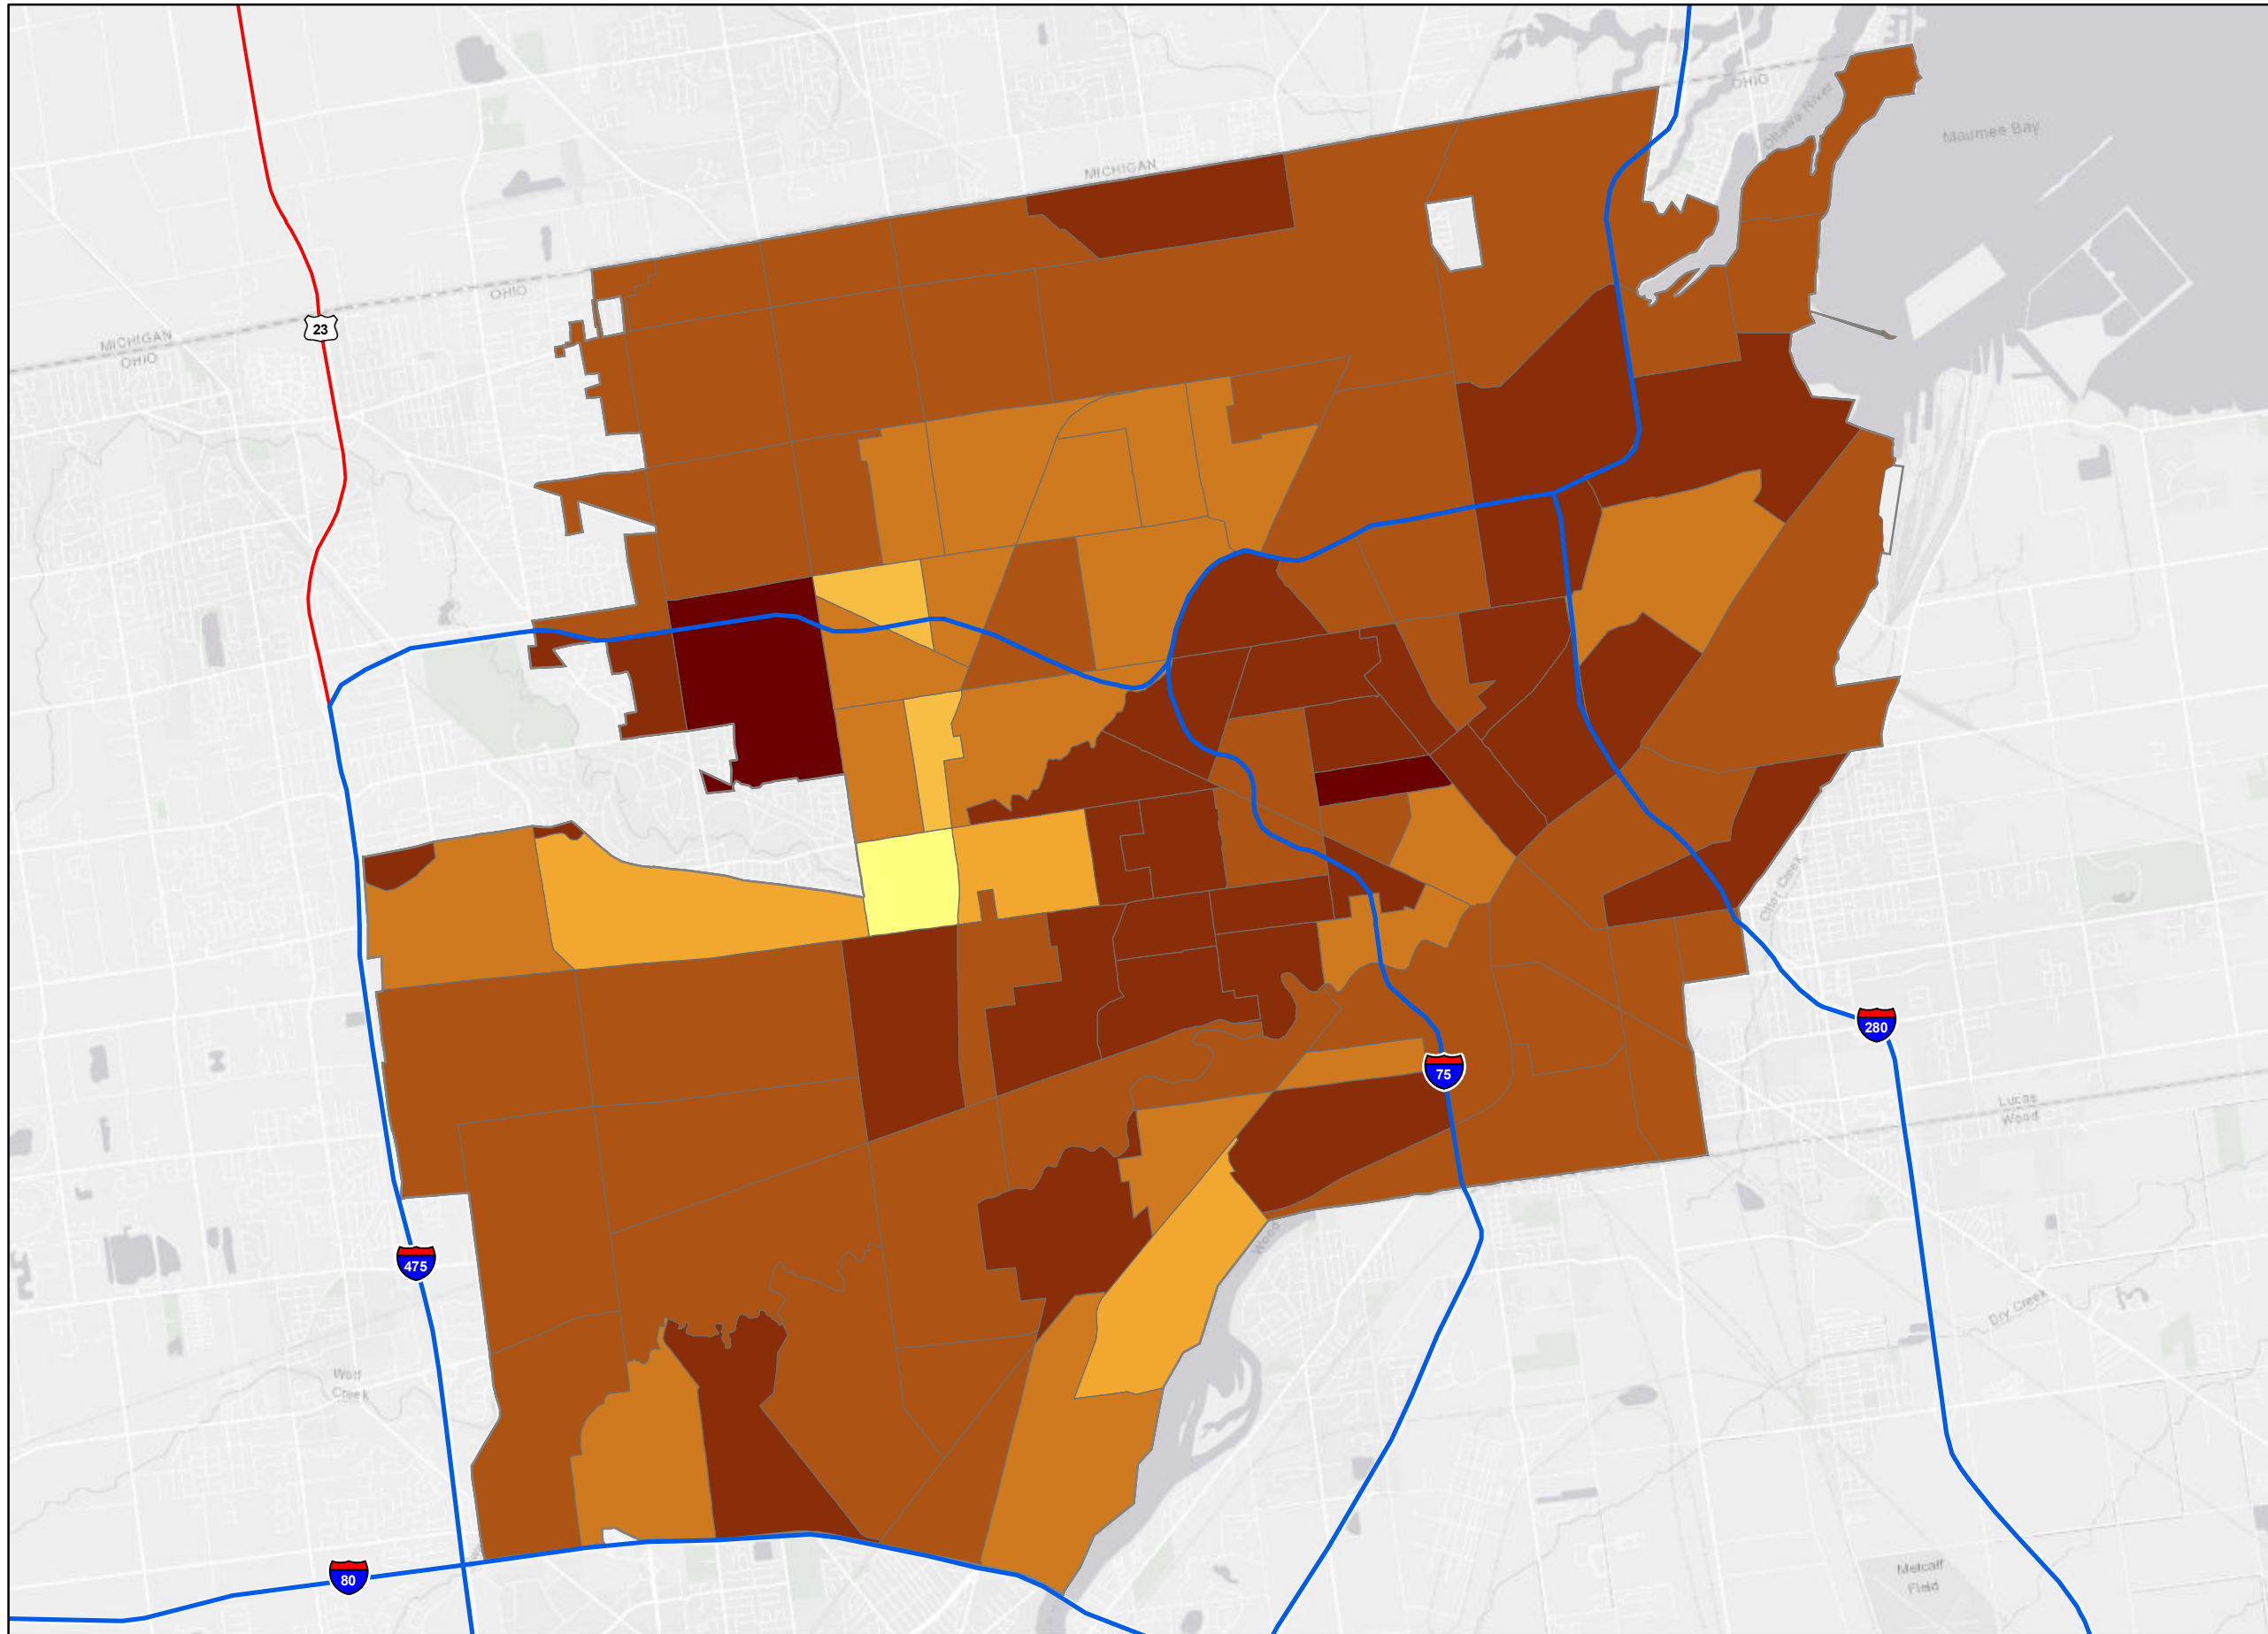 OHIO
Ottawa River
Maumee Bay
MICHIGAN
OHIO
23
MICHIGAN
OHIO
Otter Creek
280
75
Lucas
Wood
Wood
475
Dry Creek
Wolf
Creek
80
Metcalf
Field